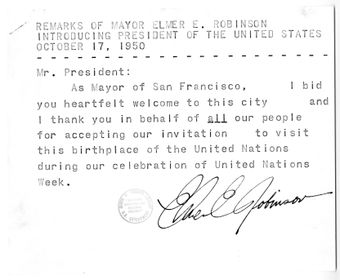 REMARKS OF MAYOR ELMER E. ROBINSON
INTRODUCING PRESIDENT OF THE UNITED STATES
OCTOBER 17, 1950
Mr. President:
As Mayor of San Francisco, I bid
you heartfelt welcome to this city and
I thank you in behalf of all our people
for accepting our invitation to visit
this birthplace of the United Nations
during our celebration of United Nations
Week.
Elmer E Robinson